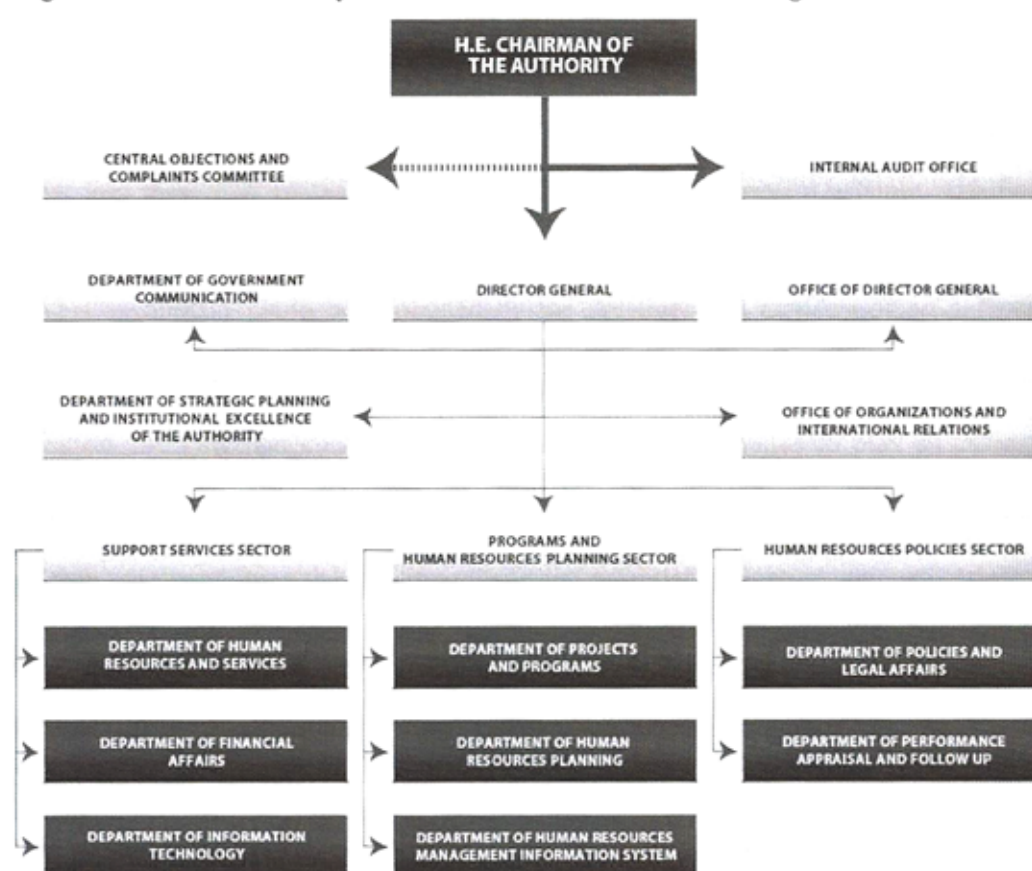 H.E. CHAIRMAN OF
THE AUTHORITY
CENTRAL OBJECTIONS AND
COMPLAINTS COMMITTEE
INTERNAL AUDIT OFFICE
DEPARTMENT OF GOVERNMENT
COMMUNICATION
DIRECTOR GENERAL
OFFICE OF DIRECTOR GENERAL
DEPARTMENT OF STRATEGIC PLANNING
AND INSTITUTIONAL EXCELLENCE
OF THE AUTHORITY
OFFICE OF ORGANIZATIONS AND
INTERNATIONAL RELATIONS
SUPPORT SERVICES SECTOR
PROGRAMS AND
HUMAN RESOURCES PLANNING SECTOR
HUMAN RESOURCES POLICIES SECTOR
DEPARTMENT OF HUMAN
RESOURCES AND SERVICES
DEPARTMENT OF PROJECTS
AND PROGRAMS
DEPARTMENT OF POLICIES AND
LEGAL AFFAIRS
DEPARTMENT OF FINANCIAL
AFFAIRS
DEPARTMENT OF HUMAN
RESOURCES PLANNING
DEPARTMENT OF PERFORMANCE
APPRAISAL AND FOLLOW UP
DEPARTMENT OF INFORMATION
TECHNOLOGY
DEPARTMENT OF HUMAN RESOURCES
MANAGEMENT INFORMATION SYSTEM